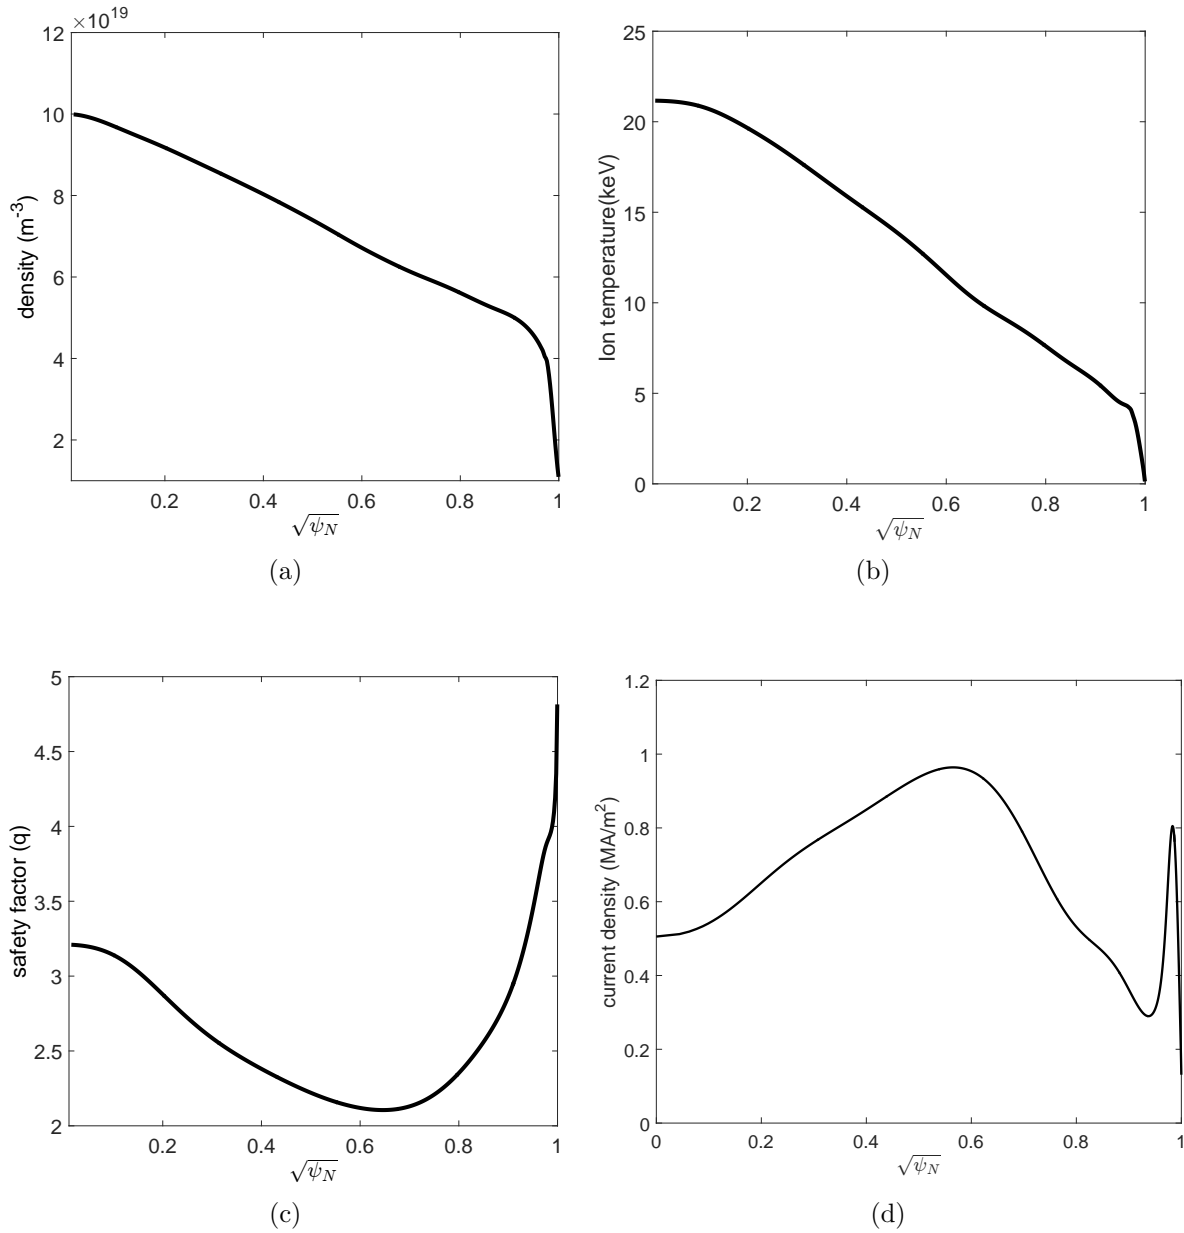 ×10^19
12
10
8
6
4
2
density (m^-3)
0.2 0.4 0.6 0.8 1
√ψ_N
(a)
25
20
15
10
5
0
Ion temperature(keV)
0.2 0.4 0.6 0.8 1
√ψ_N
(b)
5
4.5
4
3.5
3
2.5
2
safety factor (q)
0.2 0.4 0.6 0.8 1
√ψ_N
(c)
1.2
1
0.8
0.6
0.4
0.2
0
current density (MA/m^2)
0 0.2 0.4 0.6 0.8 1
√ψ_N
(d)